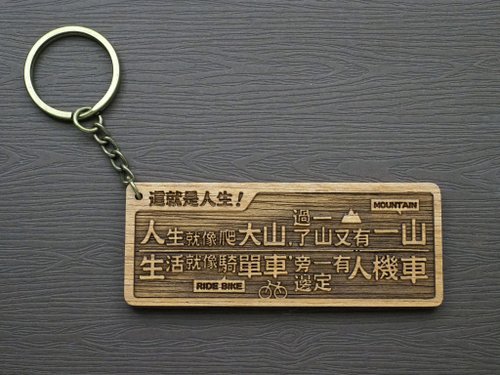 這就是人生!
MOUNTAIN
人生就像爬大山,過了一山又有一山
生活就像騎單車,旁邊一定有人機車
RIDE BIKE